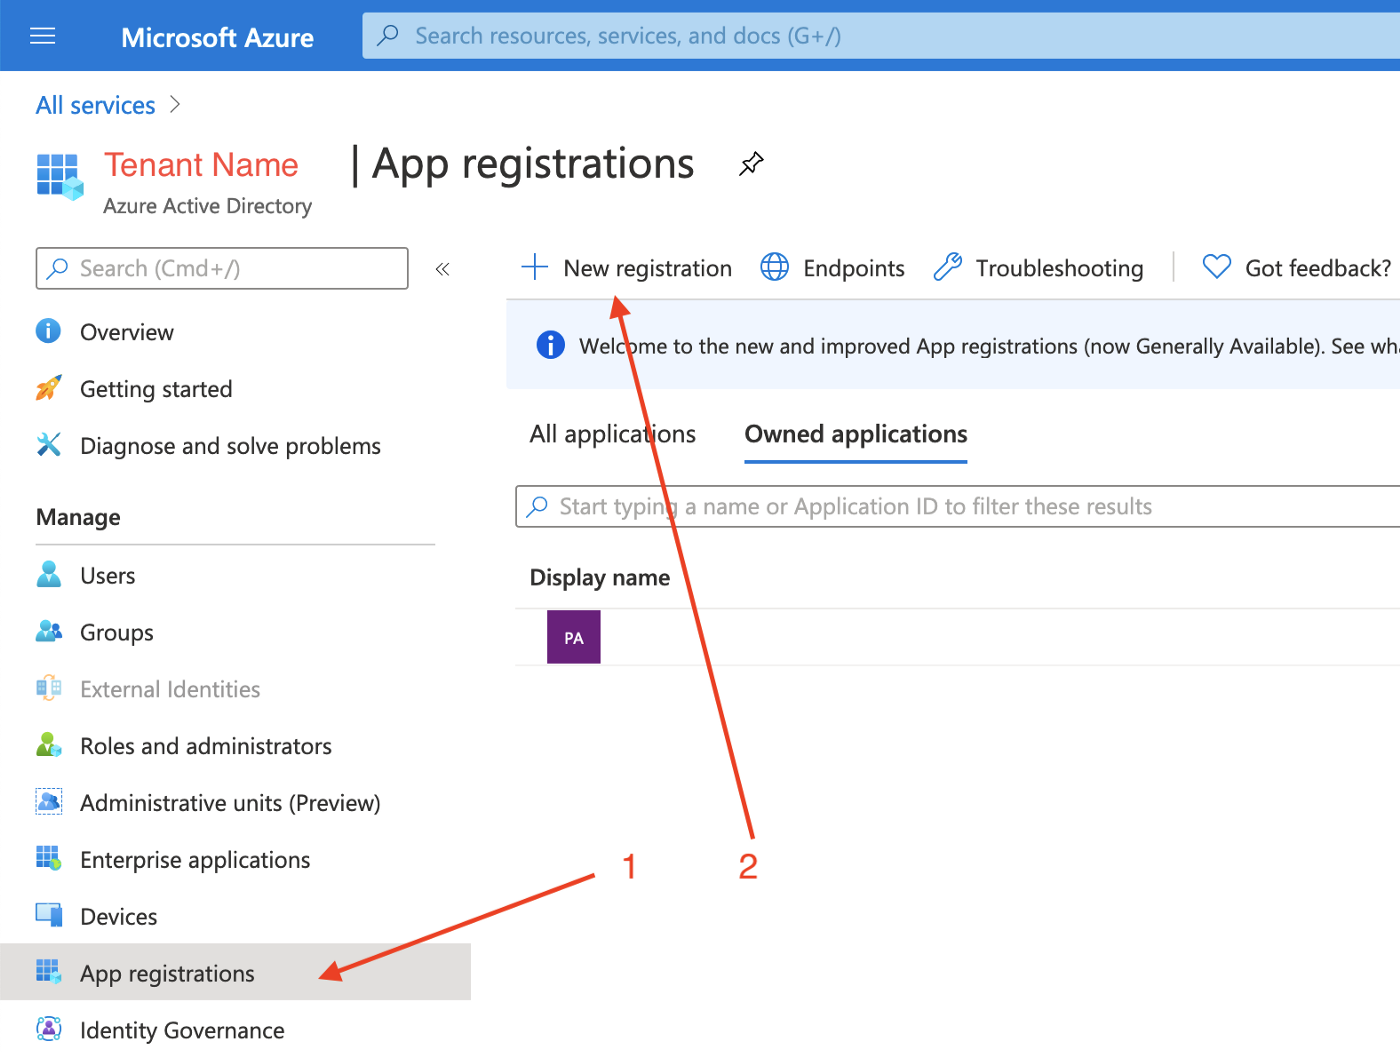 Microsoft Azure
Search resources, services, and docs (G+/)
All services
Tenant Name
| App registrations
Azure Active Directory
Search (Cmd+/)
«
New registration
Endpoints
Troubleshooting
Got feedback?
Overview
Getting started
Diagnose and solve problems
Manage
Users
Groups
External Identities
Roles and administrators
Administrative units (Preview)
Enterprise applications
Devices
App registrations
Identity Governance
Welcome to the new and improved App registrations (now Generally Available). See wh
All applications
Owned applications
Start typing a name or Application ID to filter these results
Display name
PA
1
2